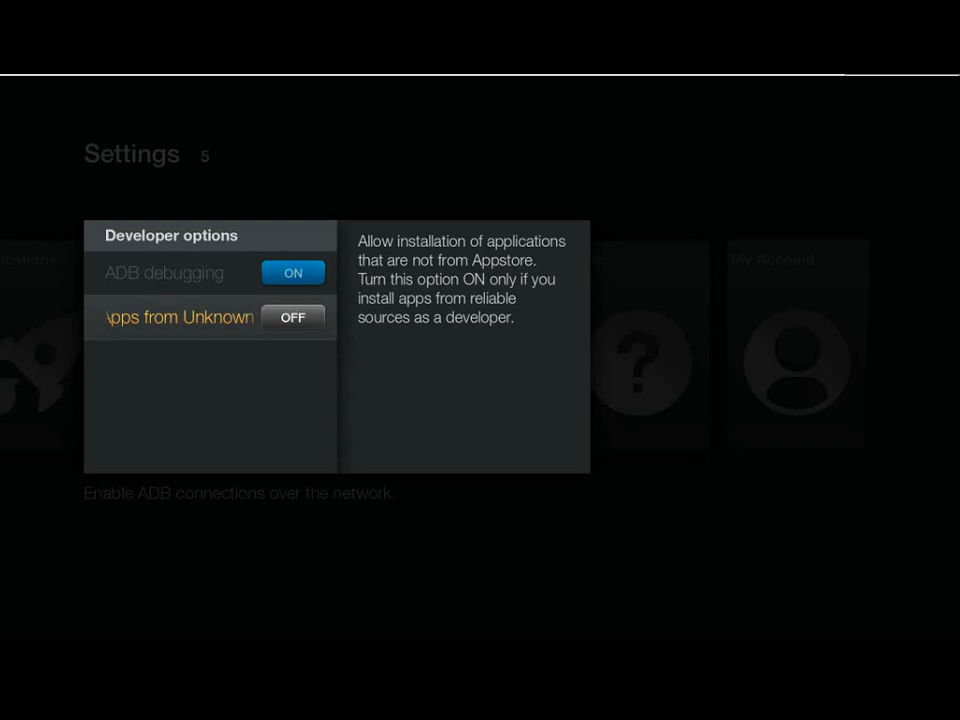 Settings 5
Developer options
ADB debugging ON
Apps from Unknown OFF
Allow installation of applications
that are not from Appstore.
Turn this option ON only if you
install apps from reliable
sources as a developer.
My Account
Enable ADB connections over the network.